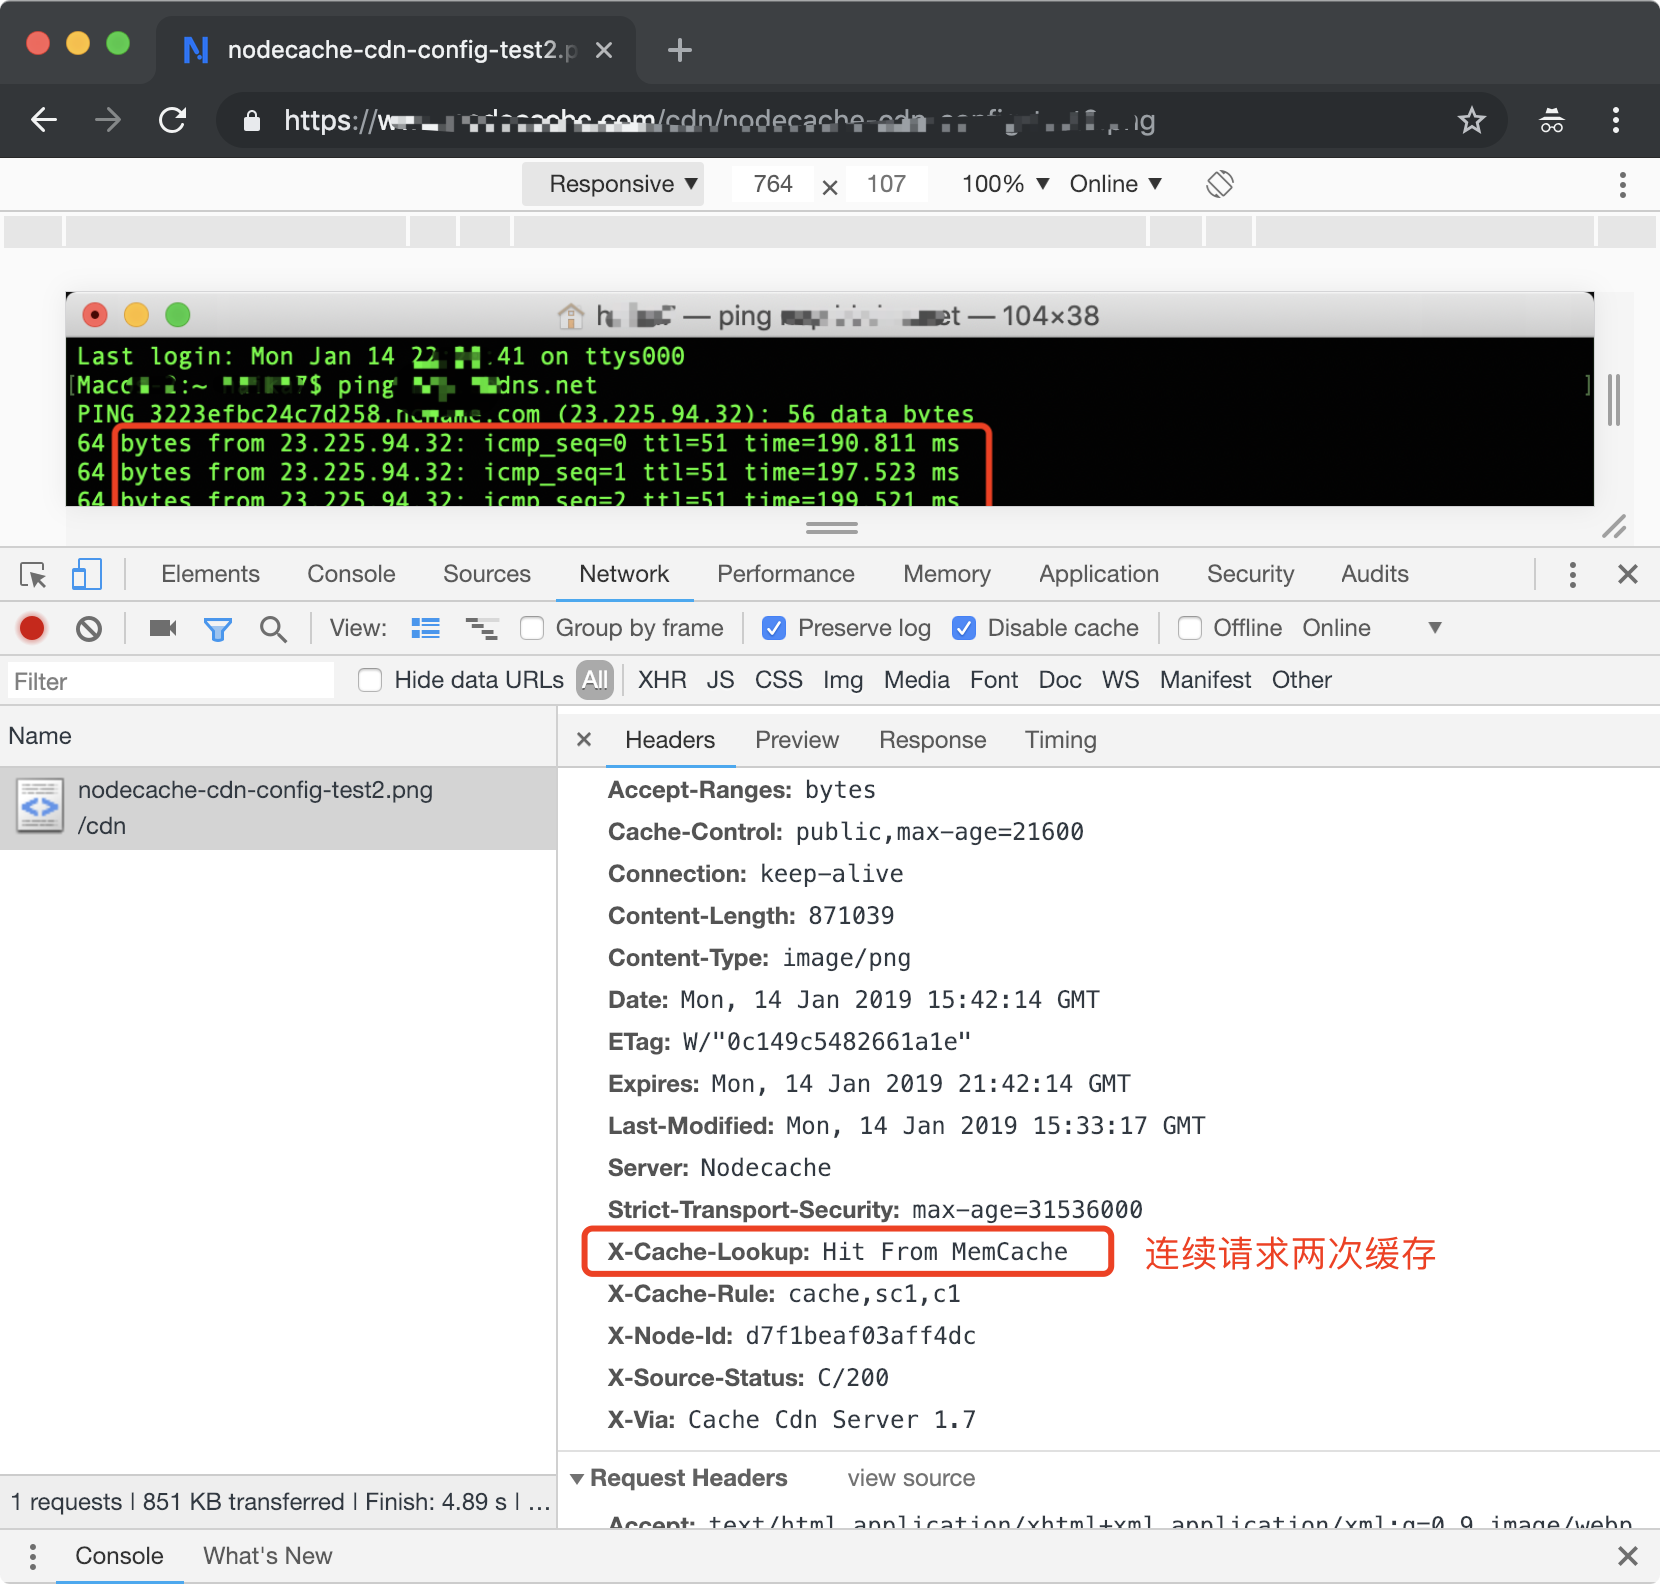 nodecache-cdn-config-test2.p
https:// /cdn/nodecache-cdn-
Responsive ▼ 764 × 107 100% ▼ Online ▼
— ping — 104×38
Last login: Mon Jan 14 41 on ttys000
$ ping dns.net
PING 3223efbc24c7d258. .com (23.225.94.32): 56 data bytes
64 bytes from 23.225.94.32: icmp_seq=0 ttl=51 time=190.811 ms
64 bytes from 23.225.94.32: icmp_seq=1 ttl=51 time=197.523 ms
64 bytes from 23.225.94.32: icmp_seq=2 ttl=51 time=199.521 ms
Elements Console Sources Network Performance Memory Application Security Audits
View: Group by frame Preserve log Disable cache Offline Online ▼
Filter Hide data URLs All XHR JS CSS Img Media Font Doc WS Manifest Other
Name
nodecache-cdn-config-test2.png
/cdn
Headers Preview Response Timing
Accept-Ranges: bytes
Cache-Control: public,max-age=21600
Connection: keep-alive
Content-Length: 871039
Content-Type: image/png
Date: Mon, 14 Jan 2019 15:42:14 GMT
ETag: W/"0c149c5482661a1e"
Expires: Mon, 14 Jan 2019 21:42:14 GMT
Last-Modified: Mon, 14 Jan 2019 15:33:17 GMT
Server: Nodecache
Strict-Transport-Security: max-age=31536000
X-Cache-Lookup: Hit From MemCache 连续请求两次缓存
X-Cache-Rule: cache,sc1,c1
X-Node-Id: d7f1beaf03aff4dc
X-Source-Status: C/200
X-Via: Cache Cdn Server 1.7
Request Headers view source
Accept: text/html,application/xhtml+xml,application/xml;q=0.9,image/webp
1 requests | 851 KB transferred | Finish: 4.89 s | ...
Console What's New